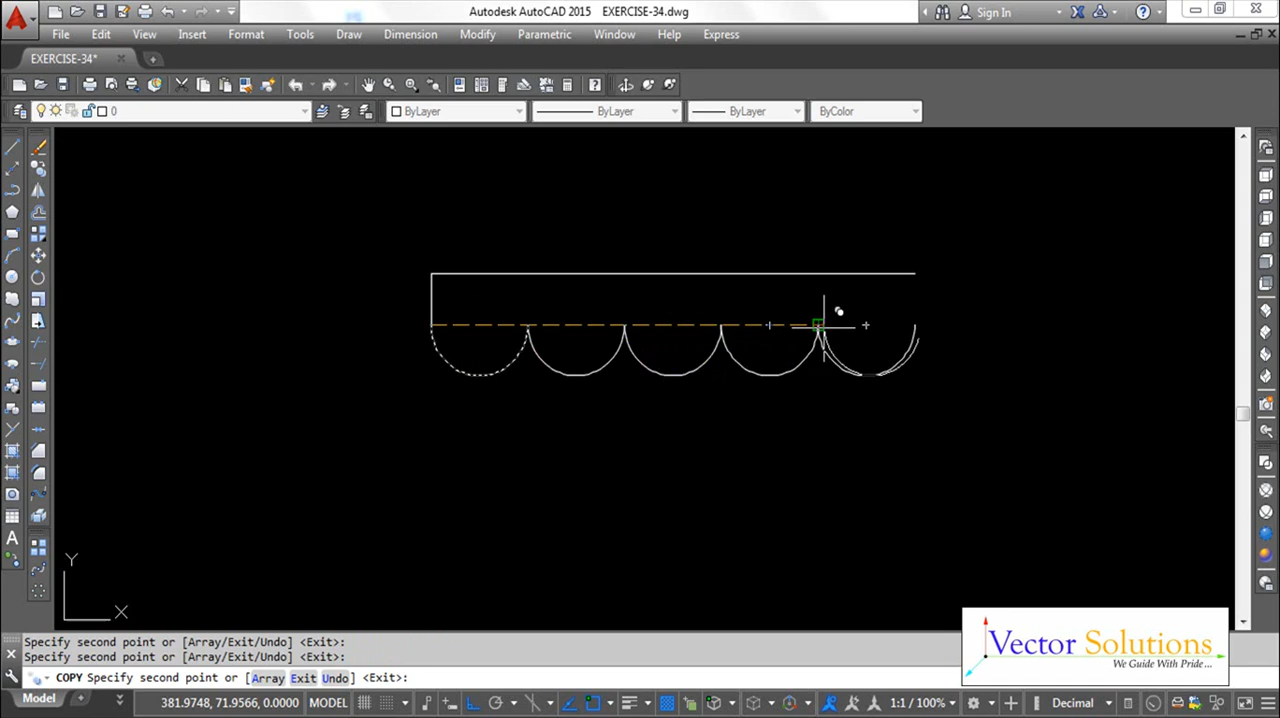 Autodesk AutoCAD 2015 EXERCISE-34.dwg Sign In
File Edit View Insert Format Tools Draw Dimension Modify Parametric Window Help Express
EXERCISE-34*
0 ByLayer ByLayer ByLayer ByColor
Y
X
A
Specify second point or [Array/Exit/Undo] <Exit>:
Specify second point or [Array/Exit/Undo] <Exit>:
COPY Specify second point or [Array Exit Undo] <Exit>:
Vector Solutions
We Guide With Pride...
Model
381.9748, 71.9566, 0.0000 MODEL 1:1 / 100% Decimal